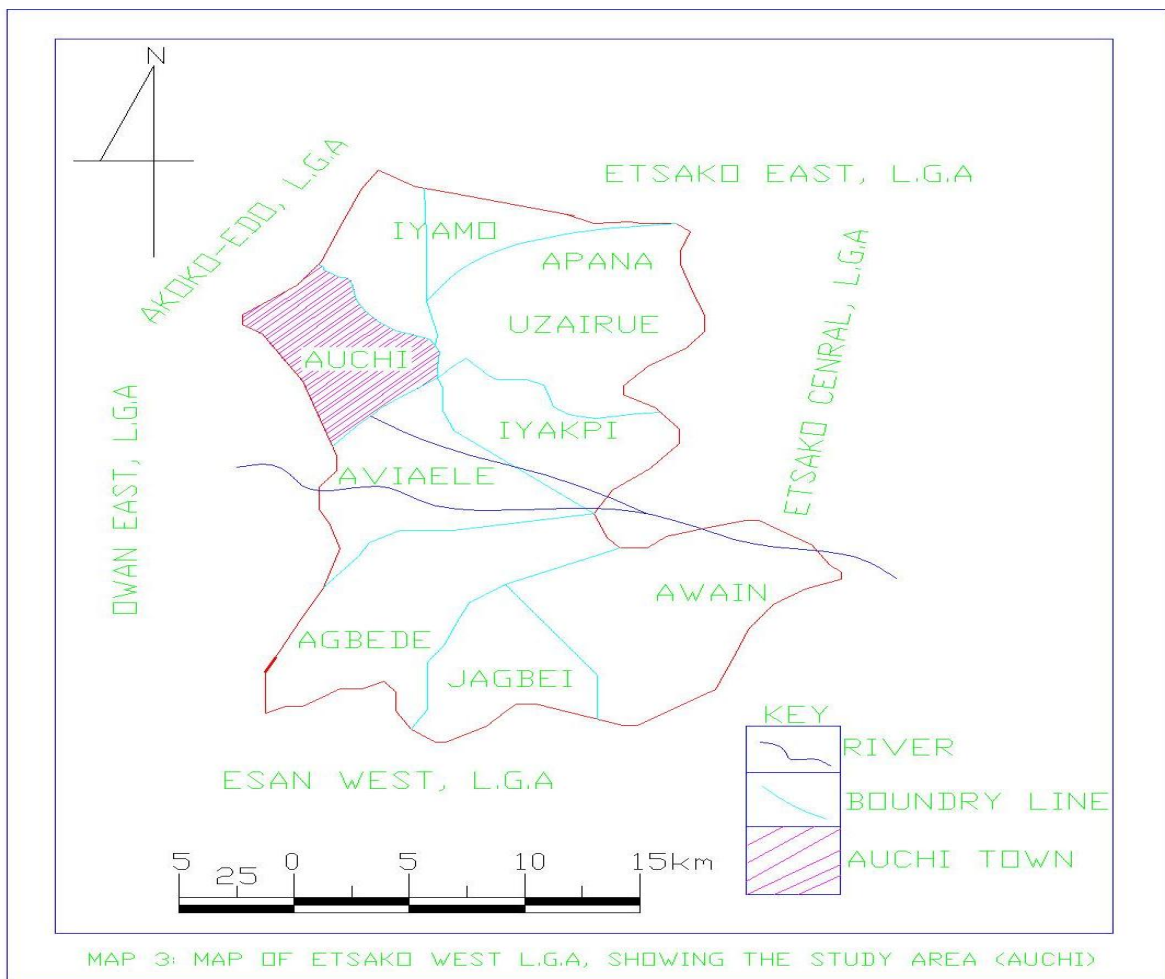 N
AKOKO-EDO, L.G.A
ETSAKO EAST, L.G.A
IYAMO
APANA
UZAIRUE
AUCHI
ETSAKO CENRAL, L.G.A
OWAN EAST, L.G.A
IYAKPI
AVIAELE
AWAIN
AGBEDE
JAGBEI
KEY
RIVER
BOUNDRY LINE
AUCHI TOWN
ESAN WEST, L.G.A
5 25 0 5 10 15km
MAP 3: MAP OF ETSAKO WEST L.G.A, SHOWING THE STUDY AREA (AUCHI)